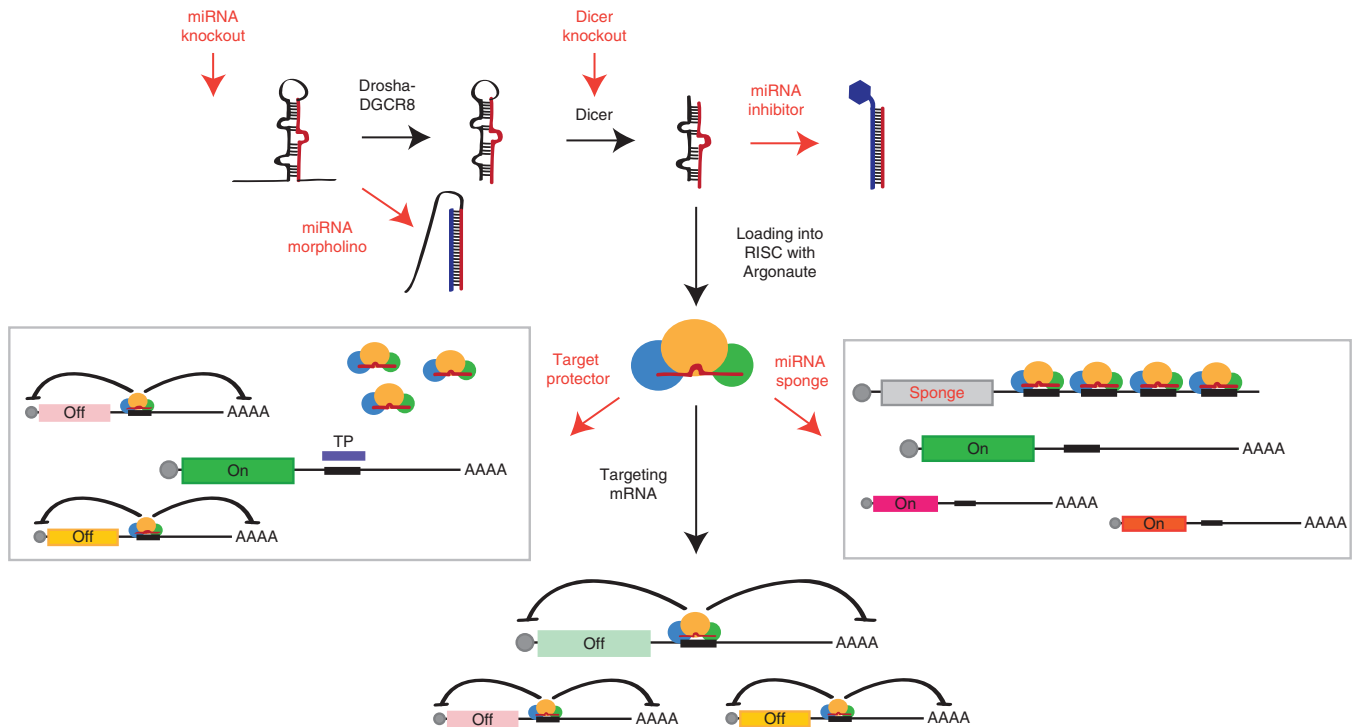 miRNA
knockout
Dicer
knockout
Drosha-
DGCR8
Dicer
miRNA
inhibitor
miRNA
morpholino
Loading into
RISC with
Argonaute
Target
protector
miRNA
sponge
Off
AAAA
TP
On
AAAA
Off
AAAA
Sponge
On
AAAA
On
AAAA
On
AAAA
Targeting
mRNA
Off
AAAA
Off
AAAA
Off
AAAA